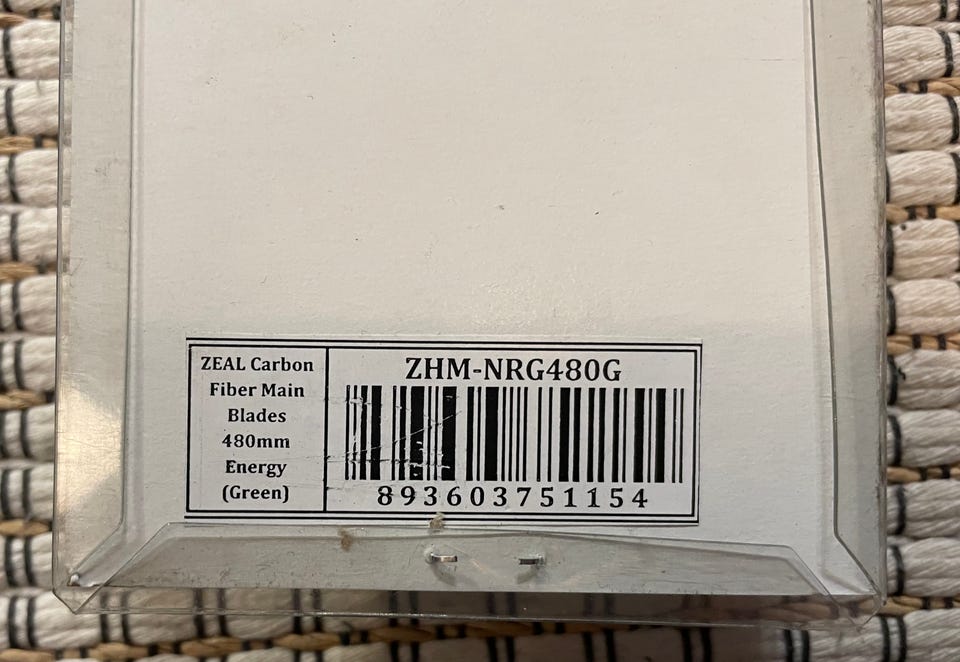 ZEAL Carbon
Fiber Main
Blades
480mm
Energy
(Green)
ZHM-NRG480G
893603751154